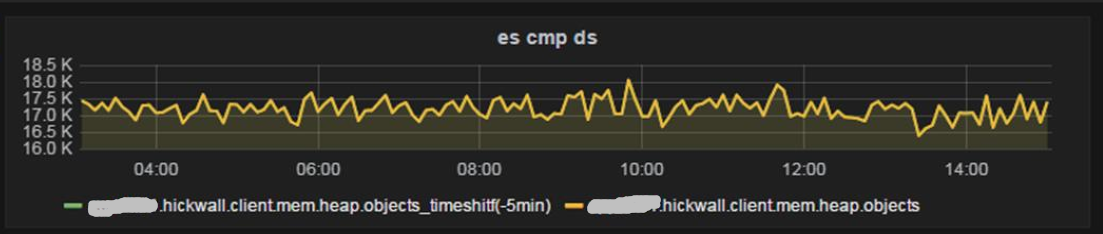 es cmp ds
18.5 K
18.0 K
17.5 K
17.0 K
16.5 K
16.0 K
04:00 06:00 08:00 10:00 12:00 14:00
.hickwall.client.mem.heap.objects_timeshitf(-5min) .hickwall.client.mem.heap.objects